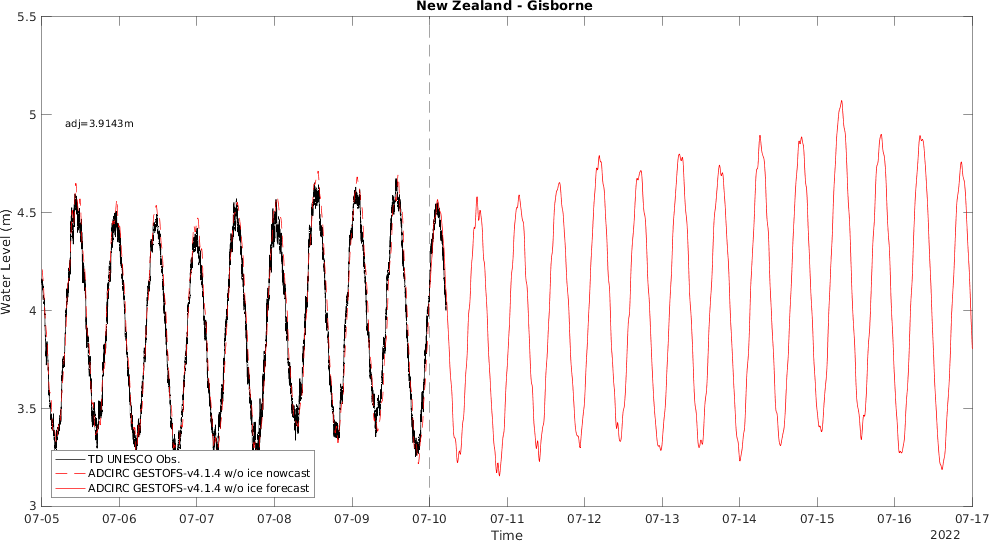 New Zealand - Gisborne
5.5
5
4.5
4
3.5
3
Water Level (m)
adj=3.9143m
TD UNESCO Obs.
ADCIRC GESTOFS-v4.1.4 w/o ice nowcast
ADCIRC GESTOFS-v4.1.4 w/o ice forecast
07-05 07-06 07-07 07-08 07-09 07-10 07-11 07-12 07-13 07-14 07-15 07-16 07-17
Time
2022